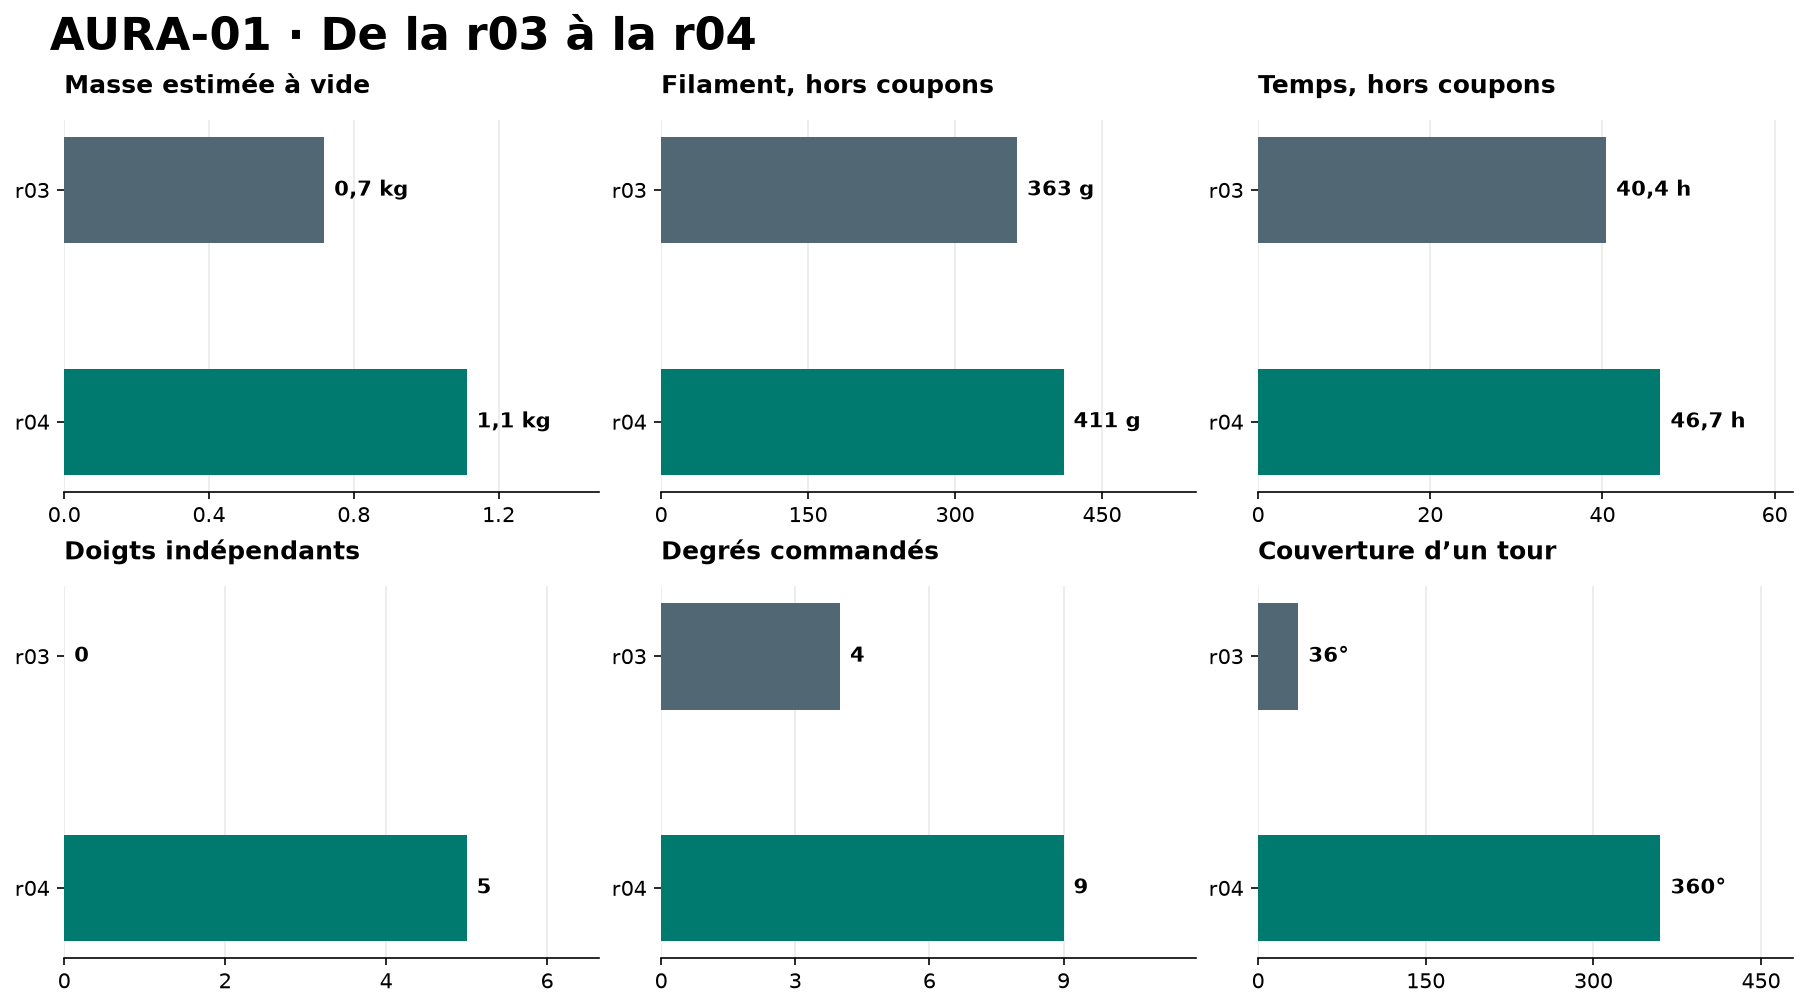 AURA-01 · De la r03 à la r04
Masse estimée à vide
r03
0,7 kg
r04
1,1 kg
0.0 0.4 0.8 1.2
Filament, hors coupons
r03
363 g
r04
411 g
0 150 300 450
Temps, hors coupons
r03
40,4 h
r04
46,7 h
0 20 40 60
Doigts indépendants
r03
0
r04
5
0 2 4 6
Degrés commandés
r03
4
r04
9
0 3 6 9
Couverture d’un tour
r03
36°
r04
360°
0 150 300 450